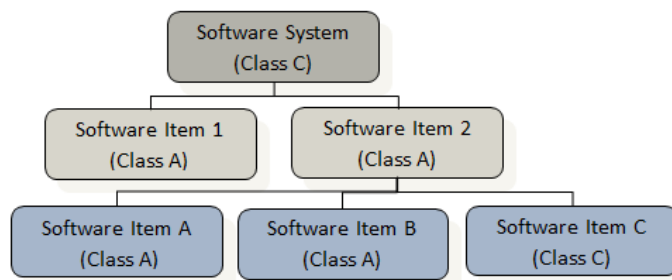 Software System
(Class C)
Software Item 1
(Class A)
Software Item 2
(Class A)
Software Item A
(Class A)
Software Item B
(Class A)
Software Item C
(Class C)